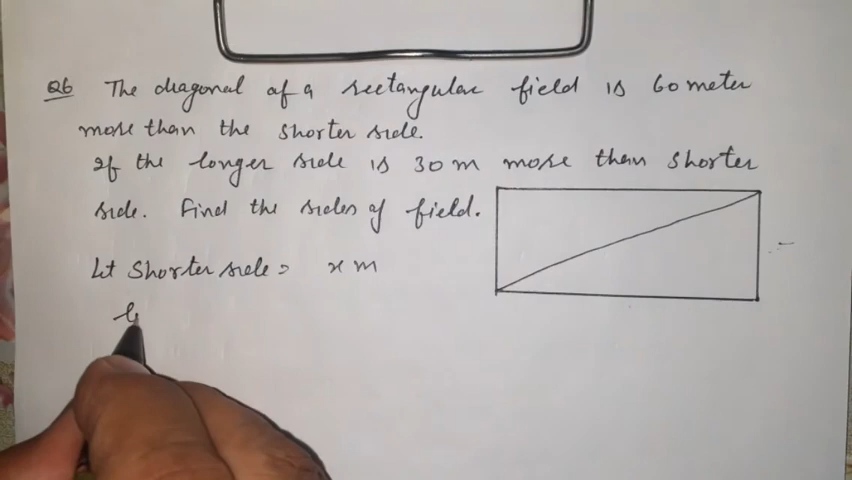 Q6 The diagonal of a rectangular field is 60 meter
more than the shorter side.
If the longer side is 30 m more than shorter
side. Find the sides of field.
Let Shorter side = x m